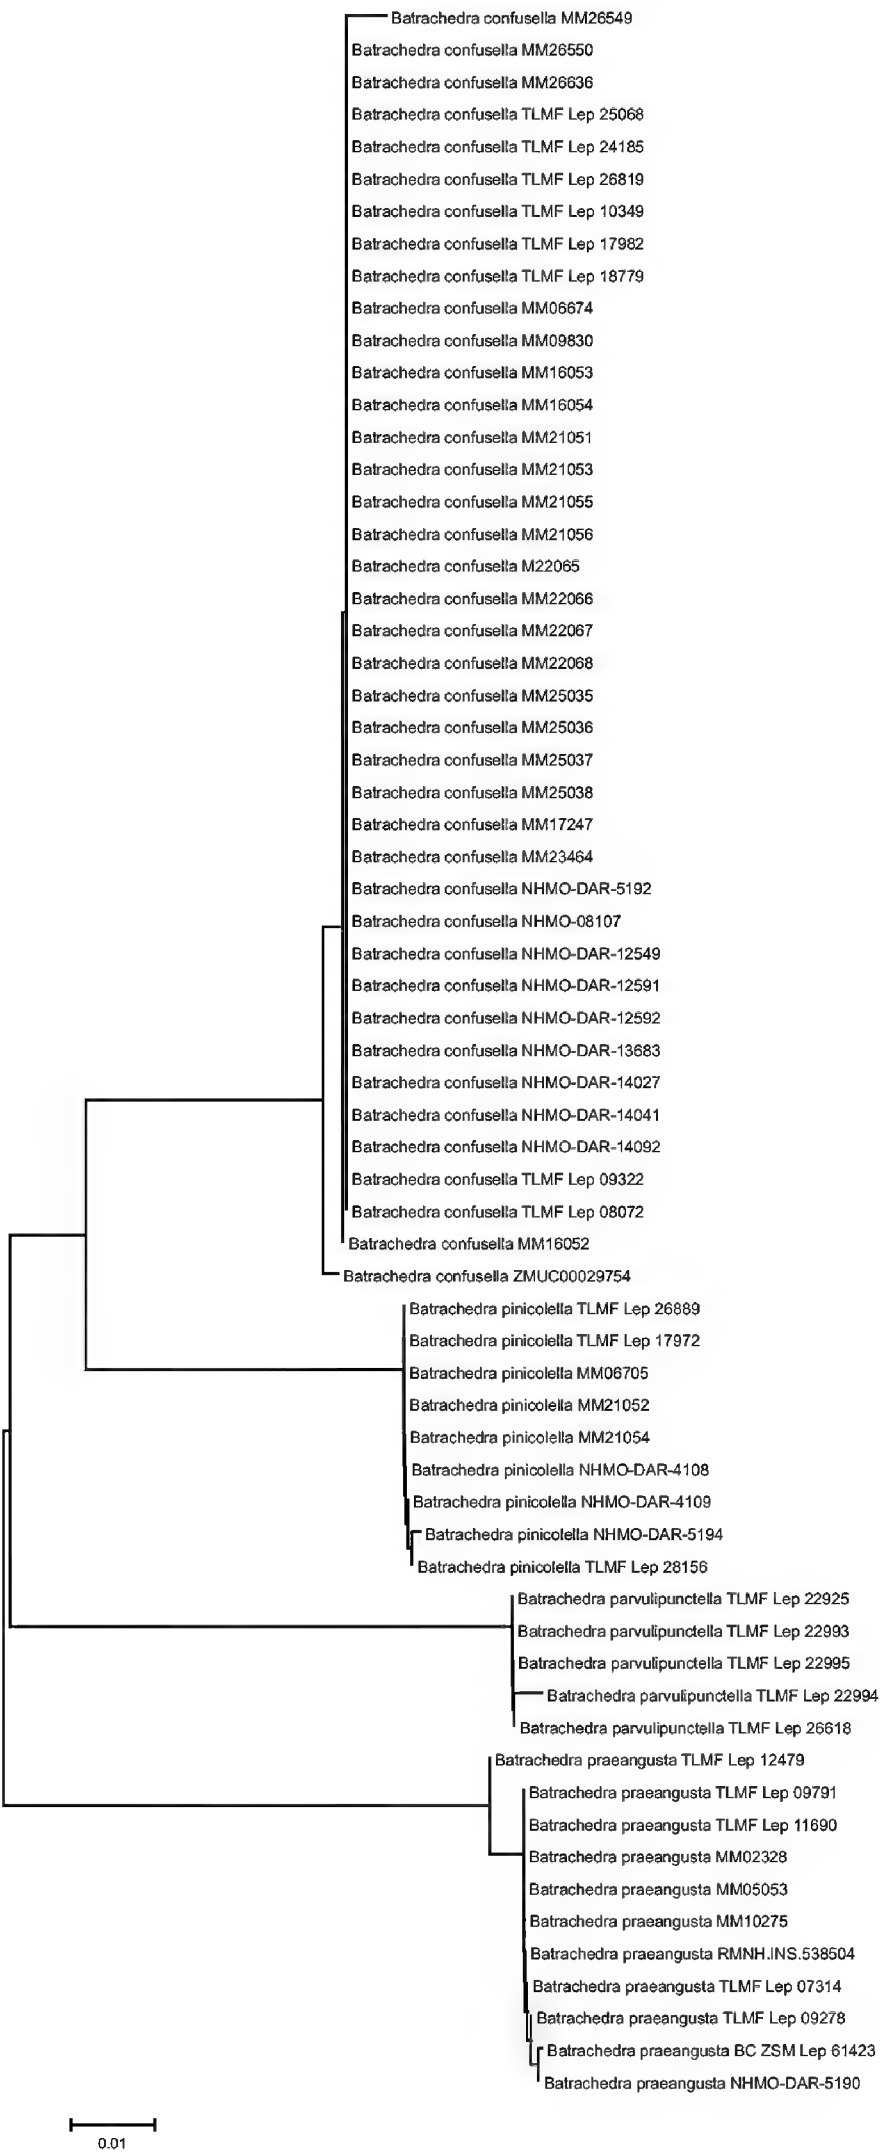 Batrachedra confusella MM26549
Batrachedra confusella MM26550
Batrachedra confusella MM26636
Batrachedra confusella TLMF Lep 25068
Batrachedra confusella TLMF Lep 24185
Batrachedra confusella TLMF Lep 26819
Batrachedra confusella TLMF Lep 10349
Batrachedra confusella TLMF Lep 17982
Batrachedra confusella TLMF Lep 18779
Batrachedra confusella MM06674
Batrachedra confusella MM09830
Batrachedra confusella MM16053
Batrachedra confusella MM16054
Batrachedra confusella MM21051
Batrachedra confusella MM21053
Batrachedra confusella MM21055
Batrachedra confusella MM21056
Batrachedra confusella M22065
Batrachedra confusella MM22066
Batrachedra confusella MM22067
Batrachedra confusella MM22068
Batrachedra confusella MM25035
Batrachedra confusella MM25036
Batrachedra confusella MM25037
Batrachedra confusella MM25038
Batrachedra confusella MM17247
Batrachedra confusella MM23464
Batrachedra confusella NHMO-DAR-5192
Batrachedra confusella NHMO-08107
Batrachedra confusella NHMO-DAR-12549
Batrachedra confusella NHMO-DAR-12591
Batrachedra confusella NHMO-DAR-12592
Batrachedra confusella NHMO-DAR-13683
Batrachedra confusella NHMO-DAR-14027
Batrachedra confusella NHMO-DAR-14041
Batrachedra confusella NHMO-DAR-14092
Batrachedra confusella TLMF Lep 09322
Batrachedra confusella TLMF Lep 08072
Batrachedra confusella MM16052
Batrachedra confusella ZMUC00029754
Batrachedra pinicolella TLMF Lep 26889
Batrachedra pinicolella TLMF Lep 17972
Batrachedra pinicolella MM06705
Batrachedra pinicolella MM21052
Batrachedra pinicolella MM21054
Batrachedra pinicolella NHMO-DAR-4108
Batrachedra pinicolella NHMO-DAR-4109
Batrachedra pinicolella NHMO-DAR-5194
Batrachedra pinicolella TLMF Lep 28156
Batrachedra parvulipunctella TLMF Lep 22925
Batrachedra parvulipunctella TLMF Lep 22993
Batrachedra parvulipunctella TLMF Lep 22995
Batrachedra parvulipunctella TLMF Lep 22994
Batrachedra parvulipunctella TLMF Lep 26618
Batrachedra praeangusta TLMF Lep 12479
Batrachedra praeangusta TLMF Lep 09791
Batrachedra praeangusta TLMF Lep 11690
Batrachedra praeangusta MM02328
Batrachedra praeangusta MM05053
Batrachedra praeangusta MM10275
Batrachedra praeangusta RMNH.INS.538504
Batrachedra praeangusta TLMF Lep 07314
Batrachedra praeangusta TLMF Lep 09278
Batrachedra praeangusta BC ZSM Lep 61423
Batrachedra praeangusta NHMO-DAR-5190
0.01